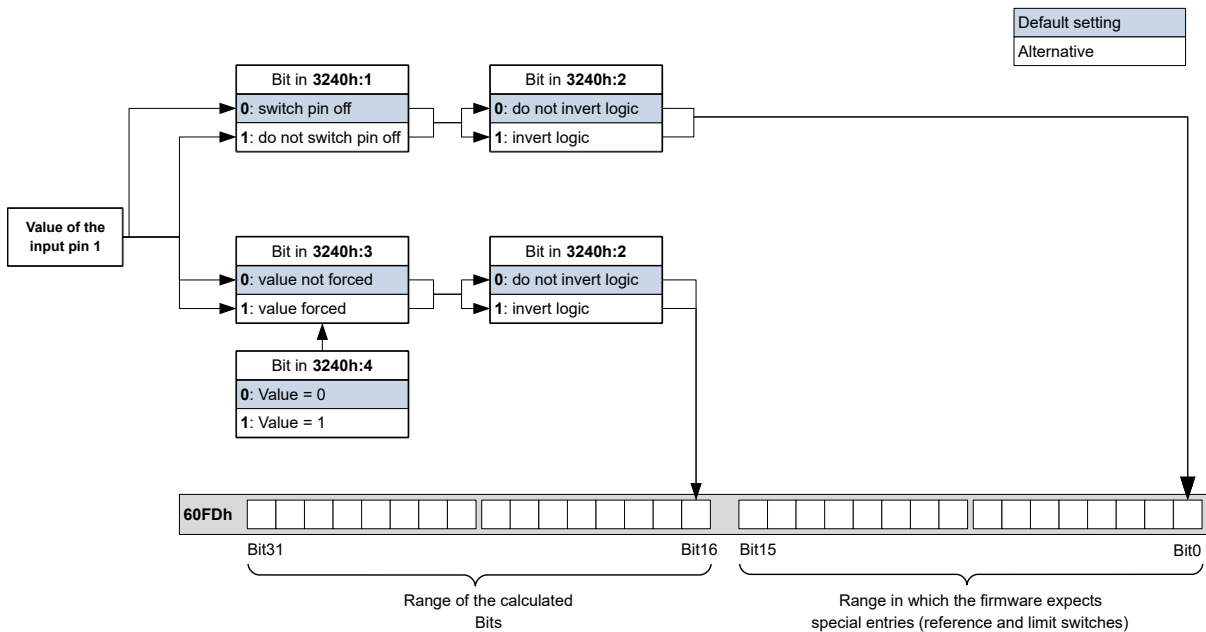 Default setting
Alternative
Bit in 3240h:1
0: switch pin off
1: do not switch pin off
Bit in 3240h:2
0: do not invert logic
1: invert logic
Value of the
input pin 1
Bit in 3240h:3
0: value not forced
1: value forced
Bit in 3240h:2
0: do not invert logic
1: invert logic
Bit in 3240h:4
0: Value = 0
1: Value = 1
60FDh
Bit31
Bit16
Bit15
Bit0
Range of the calculated
Bits
Range in which the firmware expects
special entries (reference and limit switches)